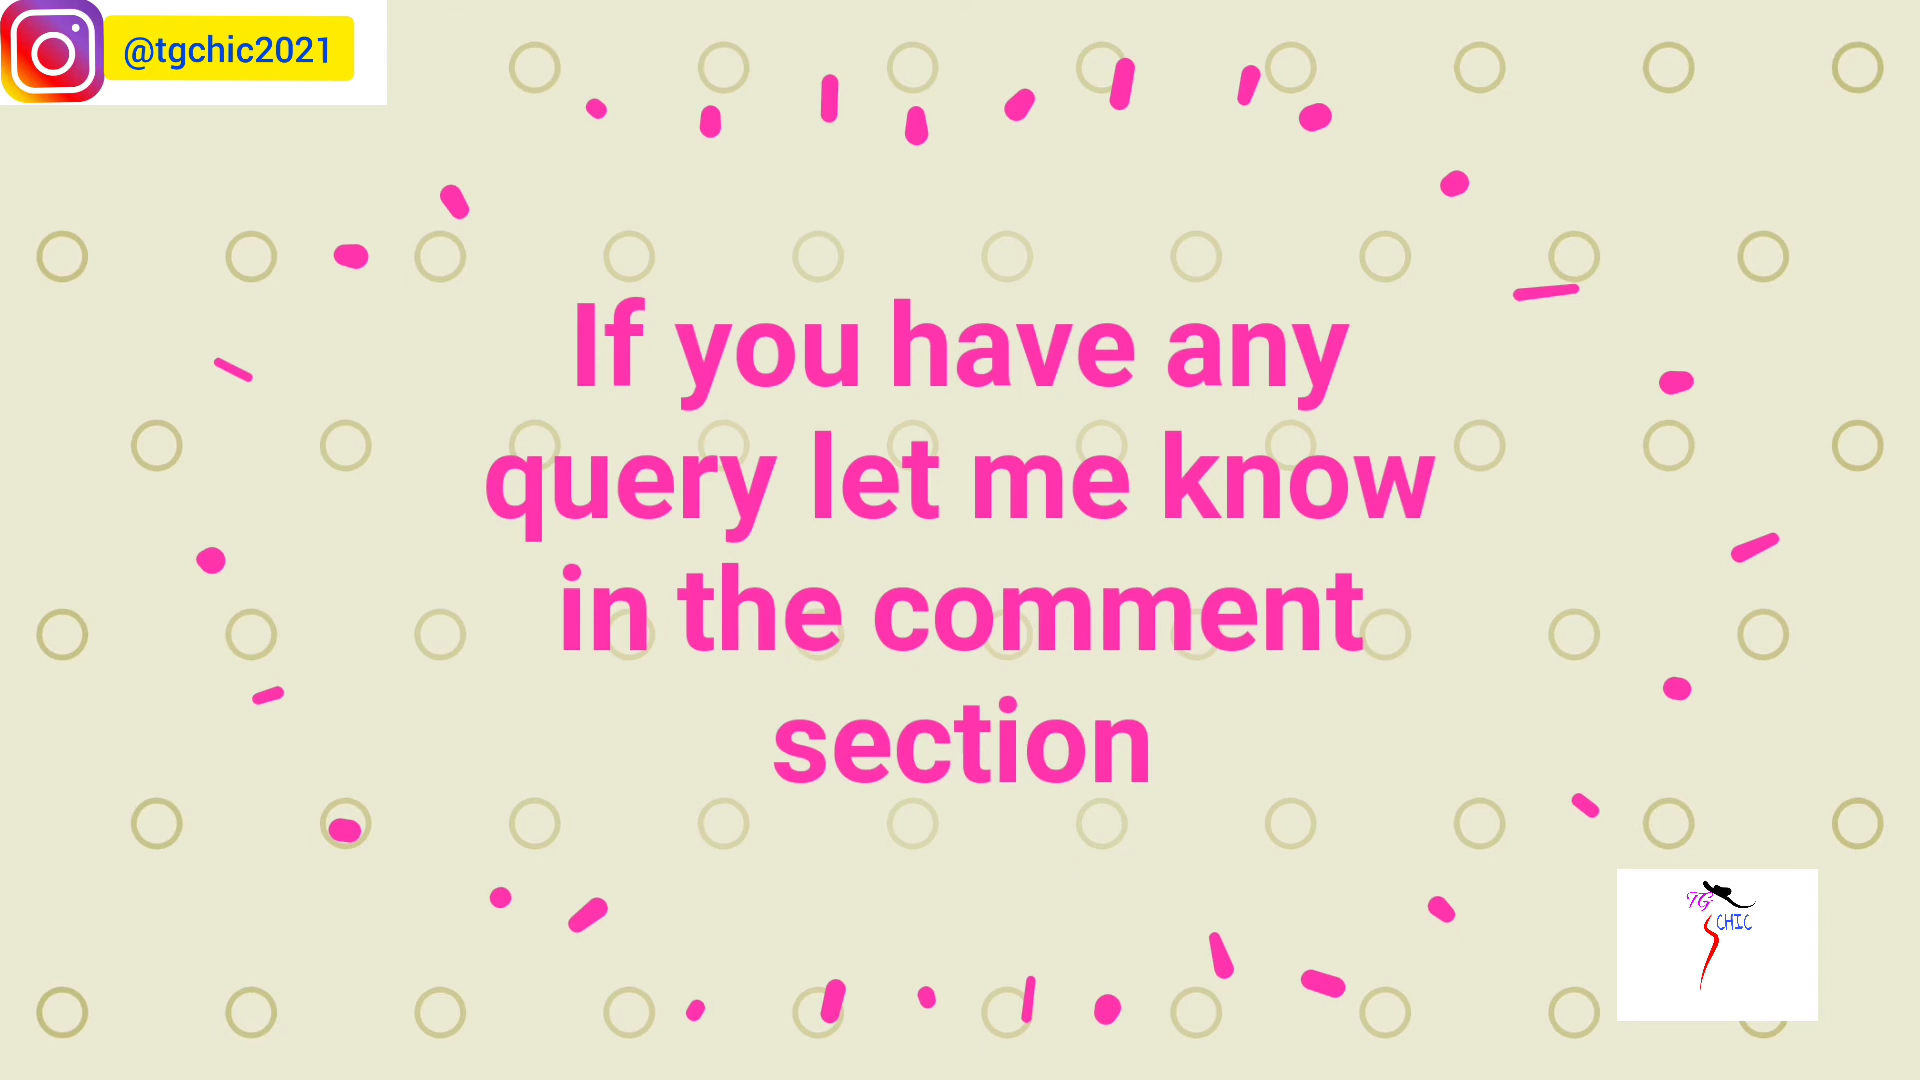 @tgchic2021
If you have any
query let me know
in the comment
section
TG
CHIC